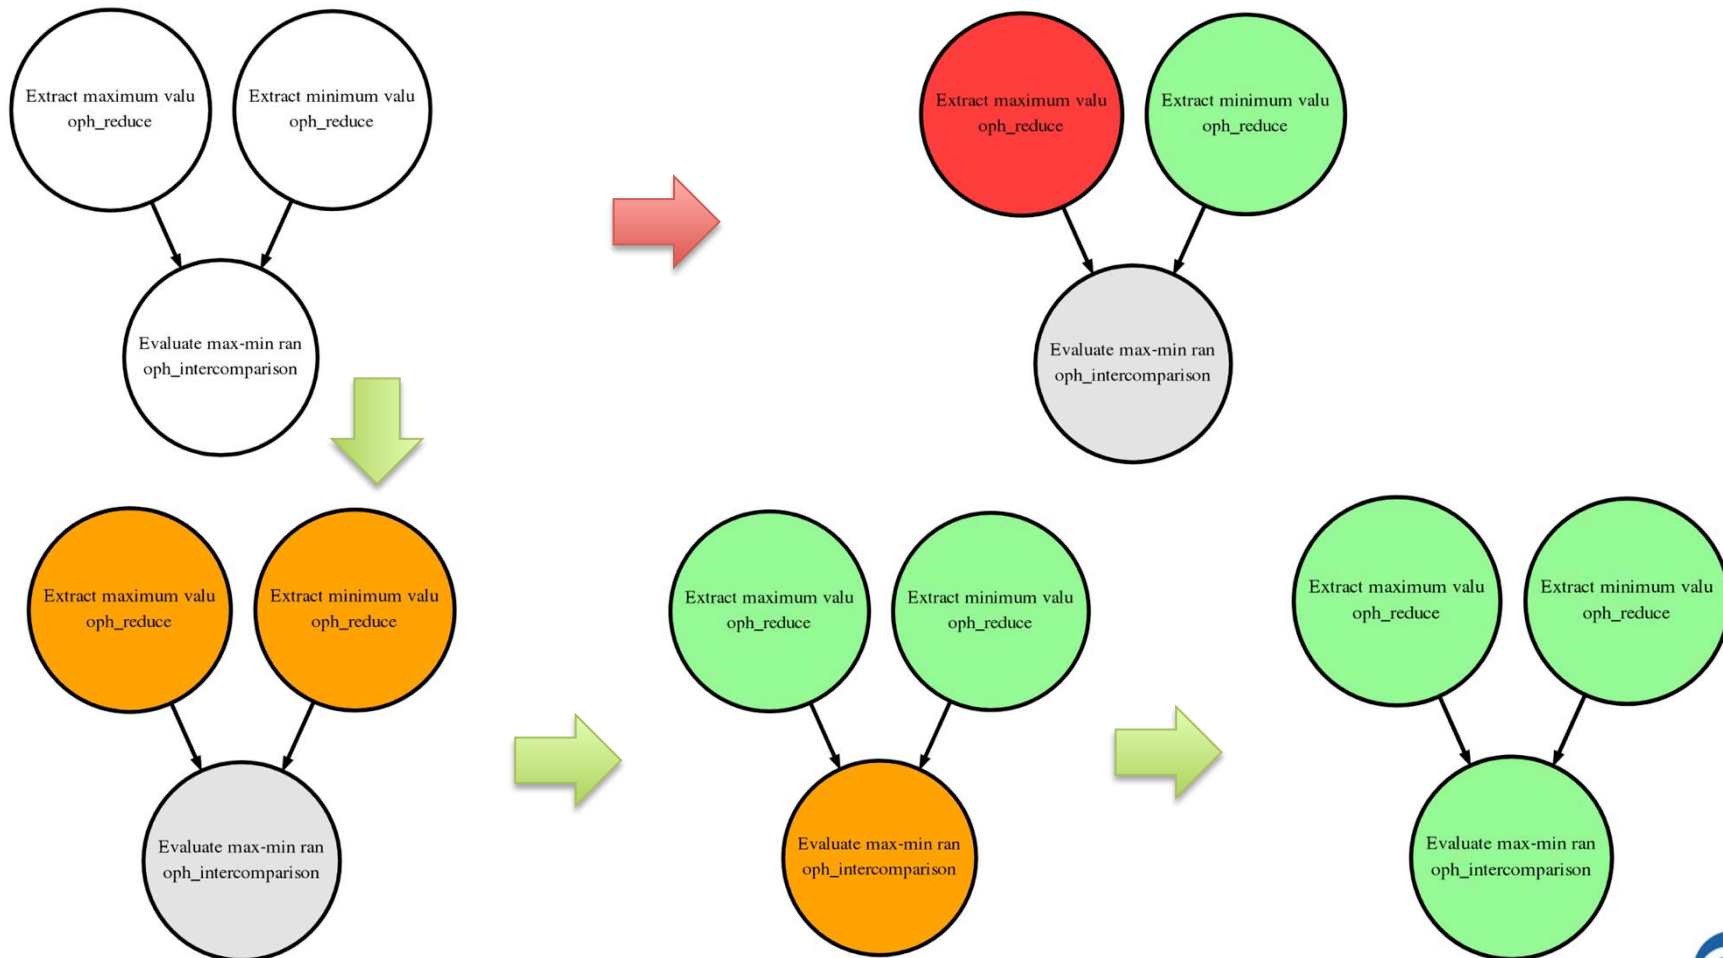 Extract maximum valu
oph_reduce
Extract minimum valu
oph_reduce
Evaluate max-min ran
oph_intercomparison
Extract maximum valu
oph_reduce
Extract minimum valu
oph_reduce
Evaluate max-min ran
oph_intercomparison
Extract maximum valu
oph_reduce
Extract minimum valu
oph_reduce
Evaluate max-min ran
oph_intercomparison
Extract maximum valu
oph_reduce
Extract minimum valu
oph_reduce
Evaluate max-min ran
oph_intercomparison
Extract maximum valu
oph_reduce
Extract minimum valu
oph_reduce
Evaluate max-min ran
oph_intercomparison